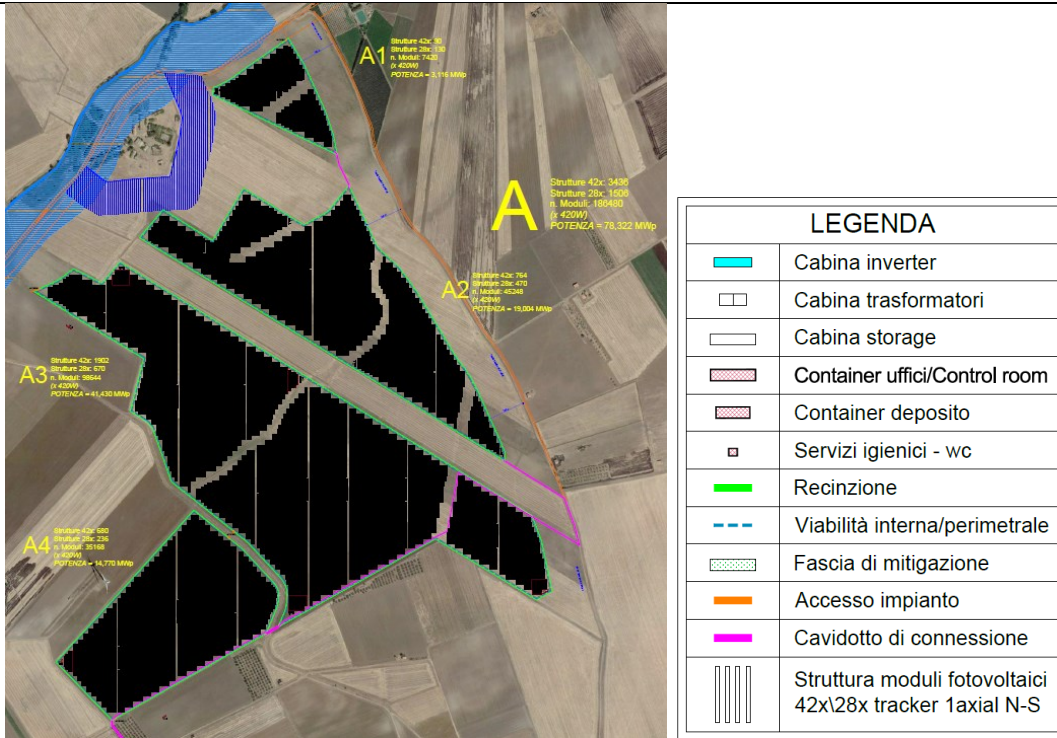 A1
Strutture 42x: 90
Strutture 28x: 130
n. Moduli: 7420
(x 420W)
POTENZA = 3,116 MWp
A
Strutture 42x: 3436
Strutture 28x: 1506
n. Moduli: 186480
(x 420W)
POTENZA = 78,322 MWp
A2
Strutture 42x: 764
Strutture 28x: 470
n. Moduli: 45248
(x 420W)
POTENZA = 19,004 MWp
A3
Strutture 42x: 1902
Strutture 28x: 670
n. Moduli: 98644
(x 420W)
POTENZA = 41,430 MWp
A4
Strutture 42x: 680
Strutture 28x: 236
n. Moduli: 35168
(x 420W)
POTENZA = 14,770 MWp
LEGENDA
Cabina inverter
Cabina trasformatori
Cabina storage
Container uffici/Control room
Container deposito
Servizi igienici - wc
Recinzione
Viabilità interna/perimetrale
Fascia di mitigazione
Accesso impianto
Cavidotto di connessione
Struttura moduli fotovoltaici
42x\28x tracker 1axial N-S